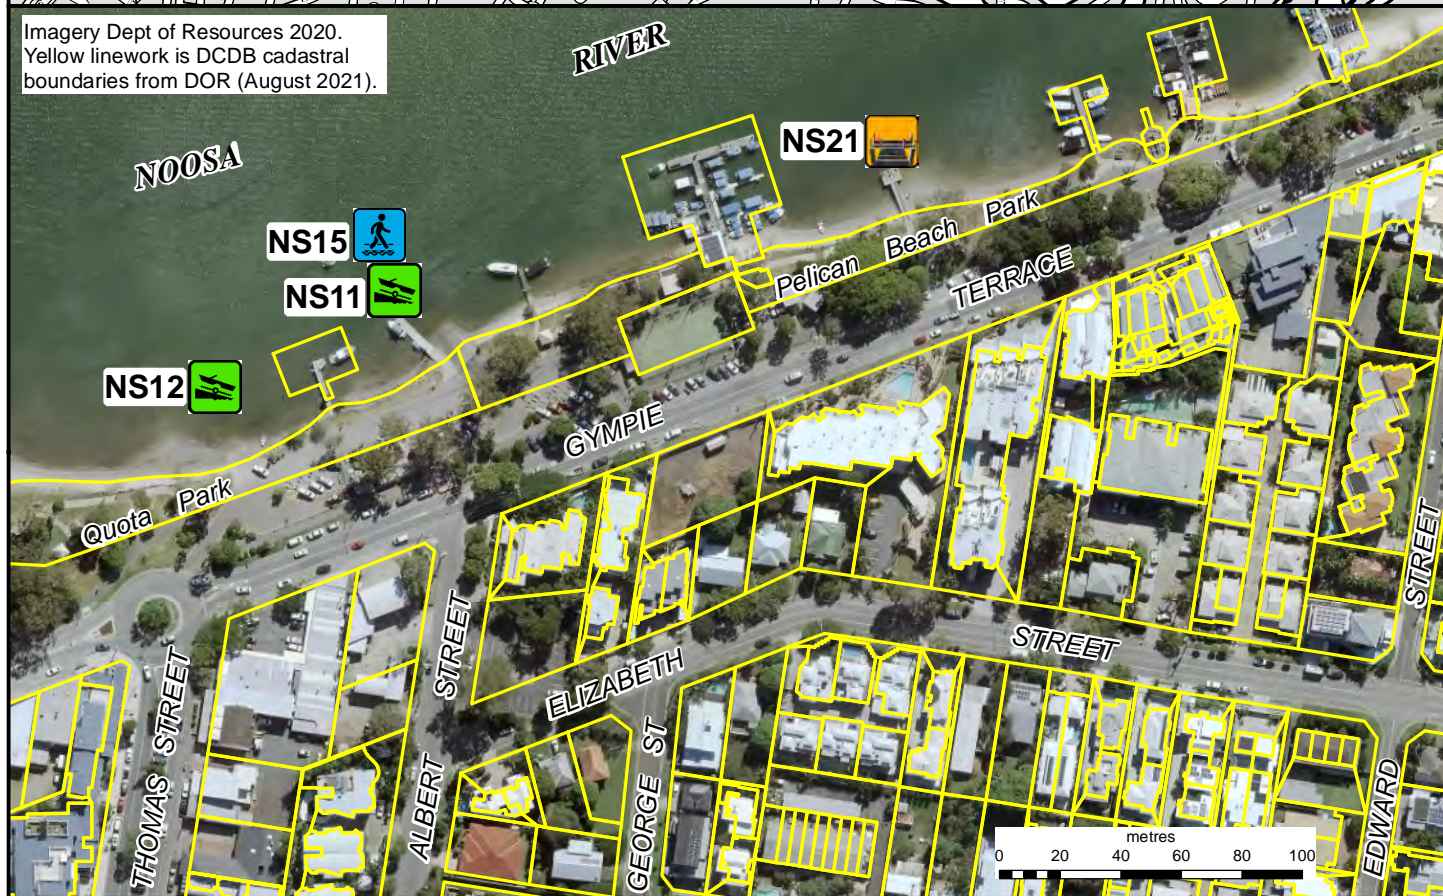 Imagery Dept of Resources 2020.
Yellow linework is DCDB cadastral
boundaries from DOR (August 2021).
RIVER
NOOSA
NS21
NS15
NS11
NS12
Pelican Beach Park
TERRACE
GYMPIE
Quota Park
STREET
STREET
STREET
STREET
ELIZABETH
THOMAS
ALBERT
GEORGE ST
EDWARD
metres
0 20 40 60 80 100